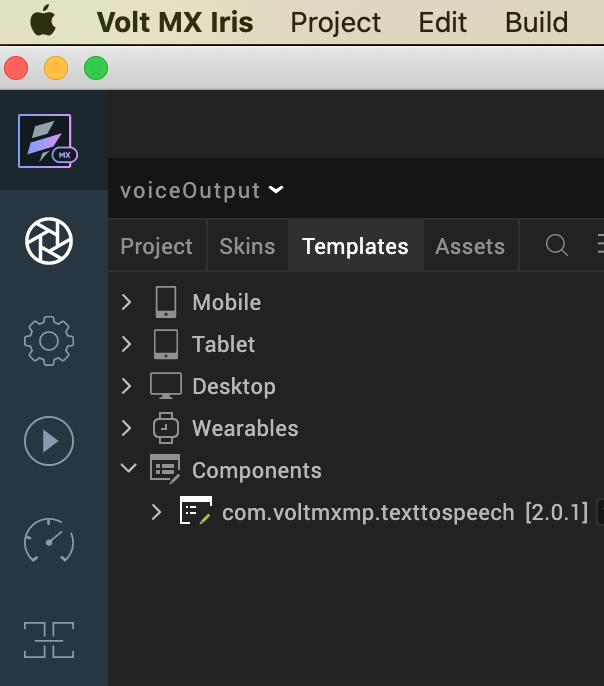 Volt MX Iris Project Edit Build
MX
voiceOutput
Project Skins Templates Assets
Mobile
Tablet
Desktop
Wearables
Components
com.voltmxmp.texttospeech [2.0.1]